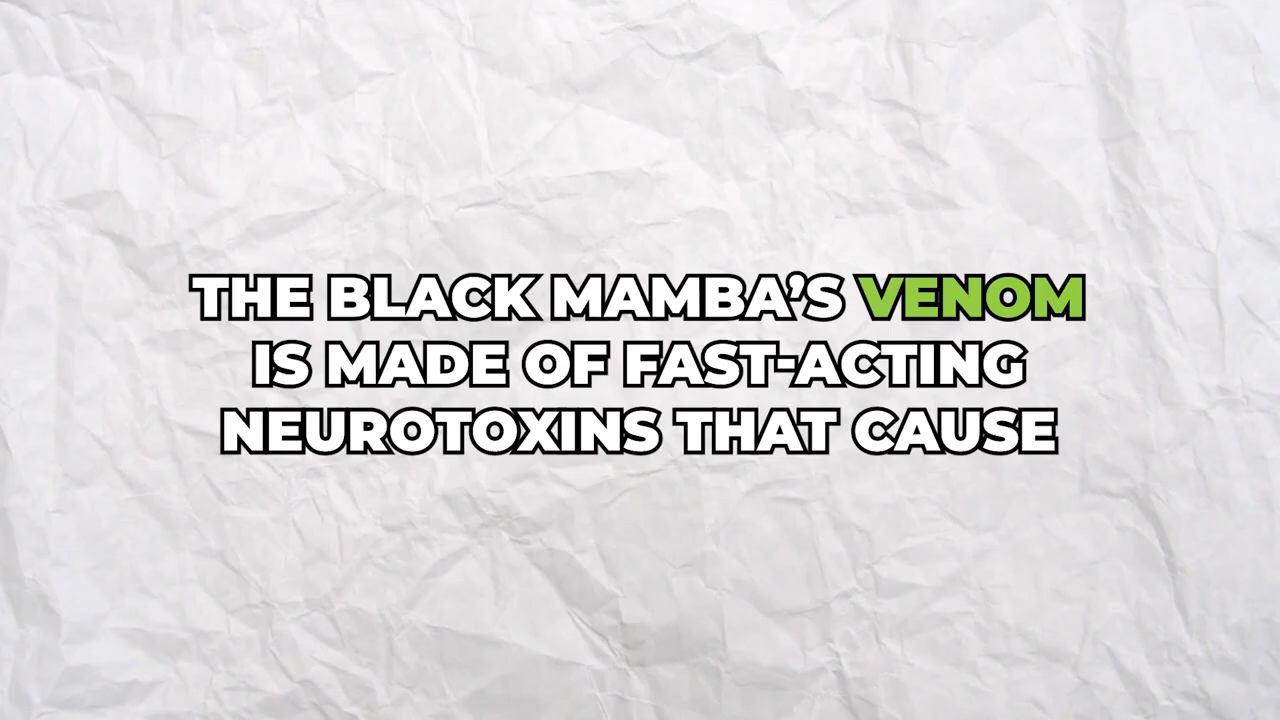 THE BLACK MAMBA’S VENOM
IS MADE OF FAST-ACTING
NEUROTOXINS THAT CAUSE